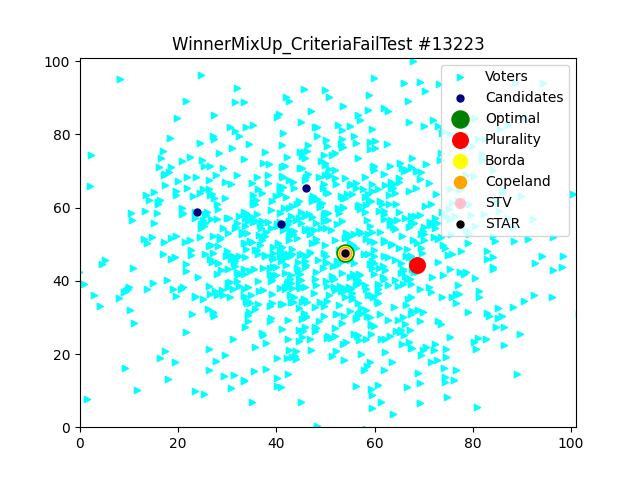 WinnerMixUp_CriteriaFailTest #13223
100
80
60
40
20
0
0
20
40
60
80
100
Voters
Candidates
Optimal
Plurality
Borda
Copeland
STV
STAR